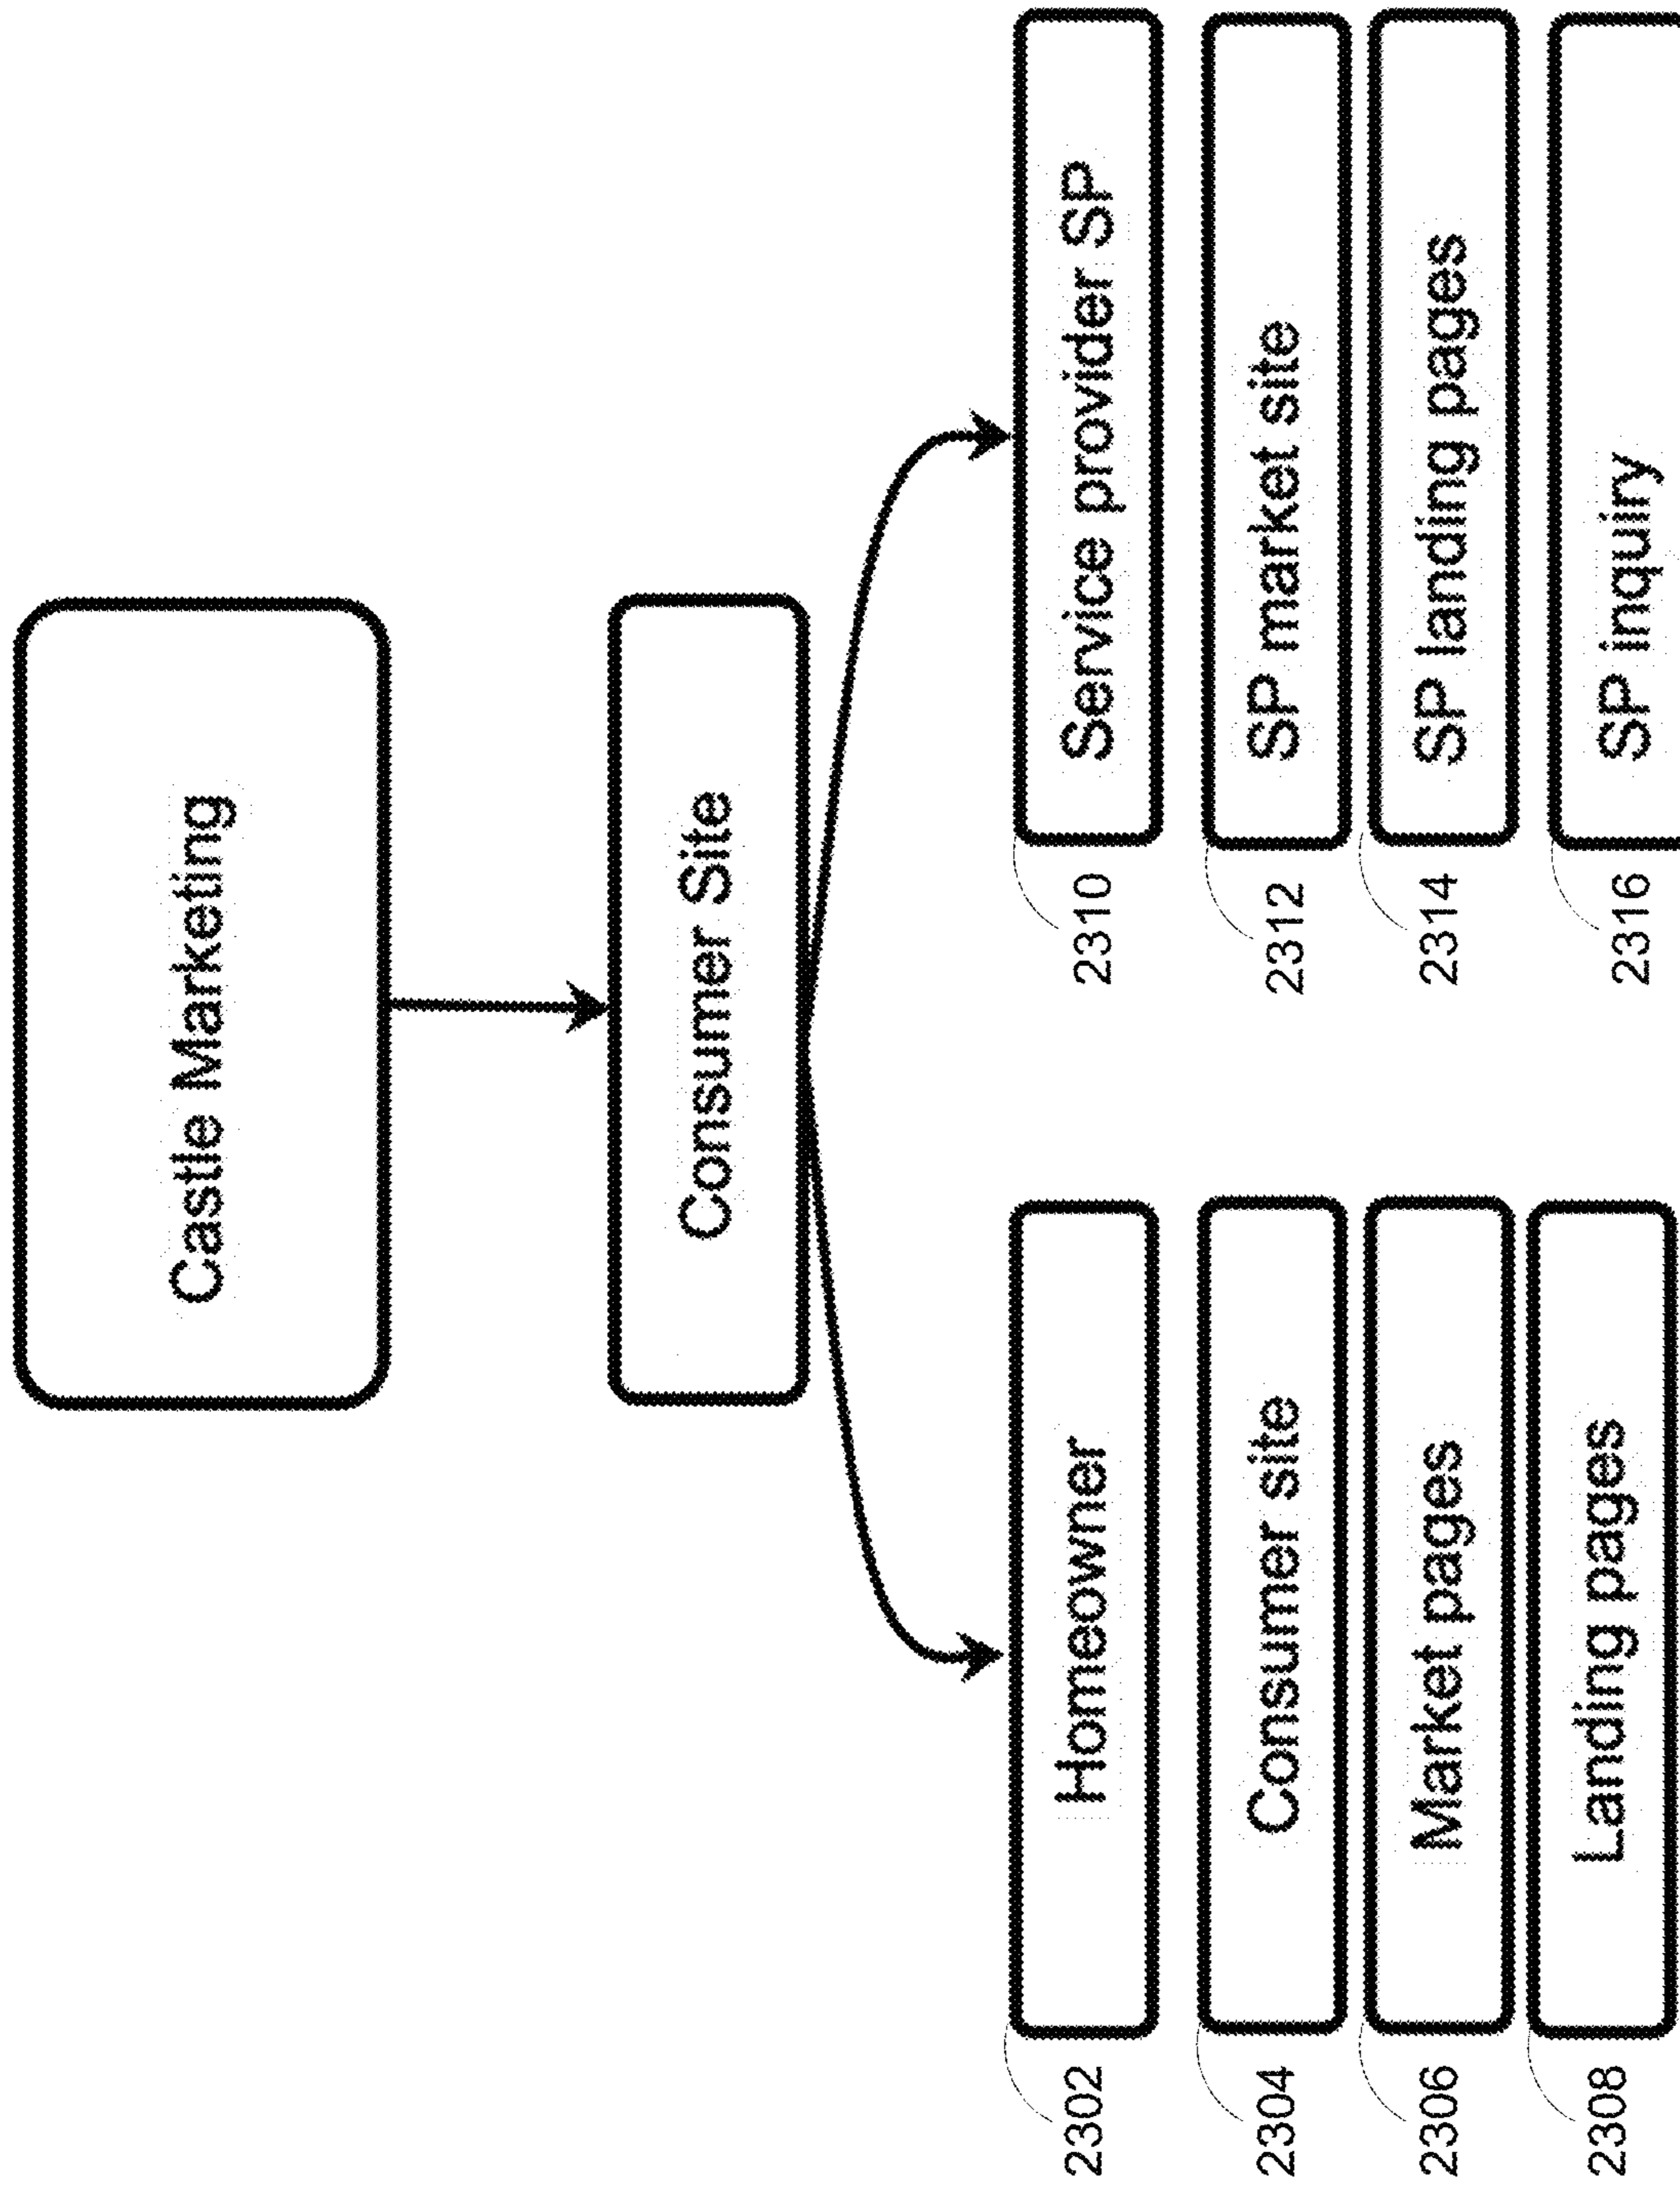 Castle Marketing
Consumer Site
2302
Homeowner
2304
Consumer site
2306
Market pages
2308
Landing pages
2310
Service provider SP
2312
SP market site
2314
SP landing pages
2316
SP inquiry